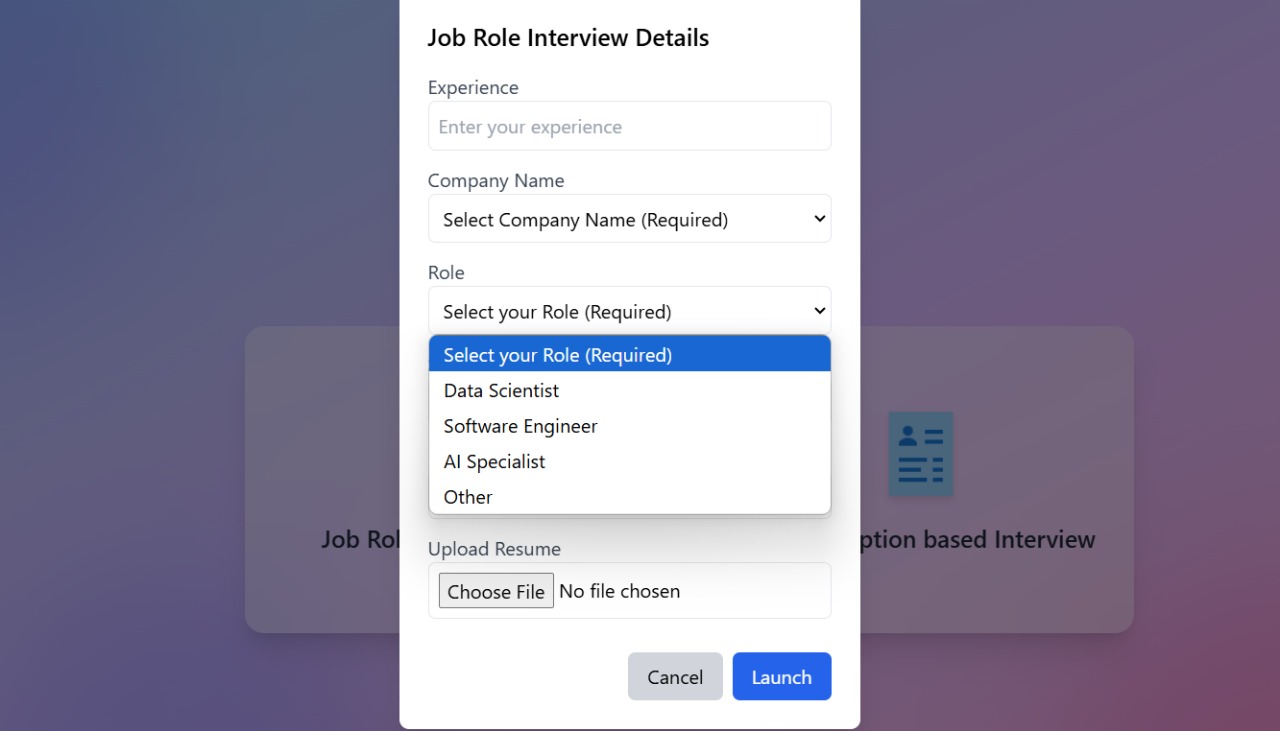 Job Role Interview Details
Experience
Enter your experience
Company Name
Select Company Name (Required)
Role
Select your Role (Required)
Select your Role (Required)
Data Scientist
Software Engineer
AI Specialist
Other
Job
based Interview
Upload Resume
Choose File No file chosen
Cancel
Launch